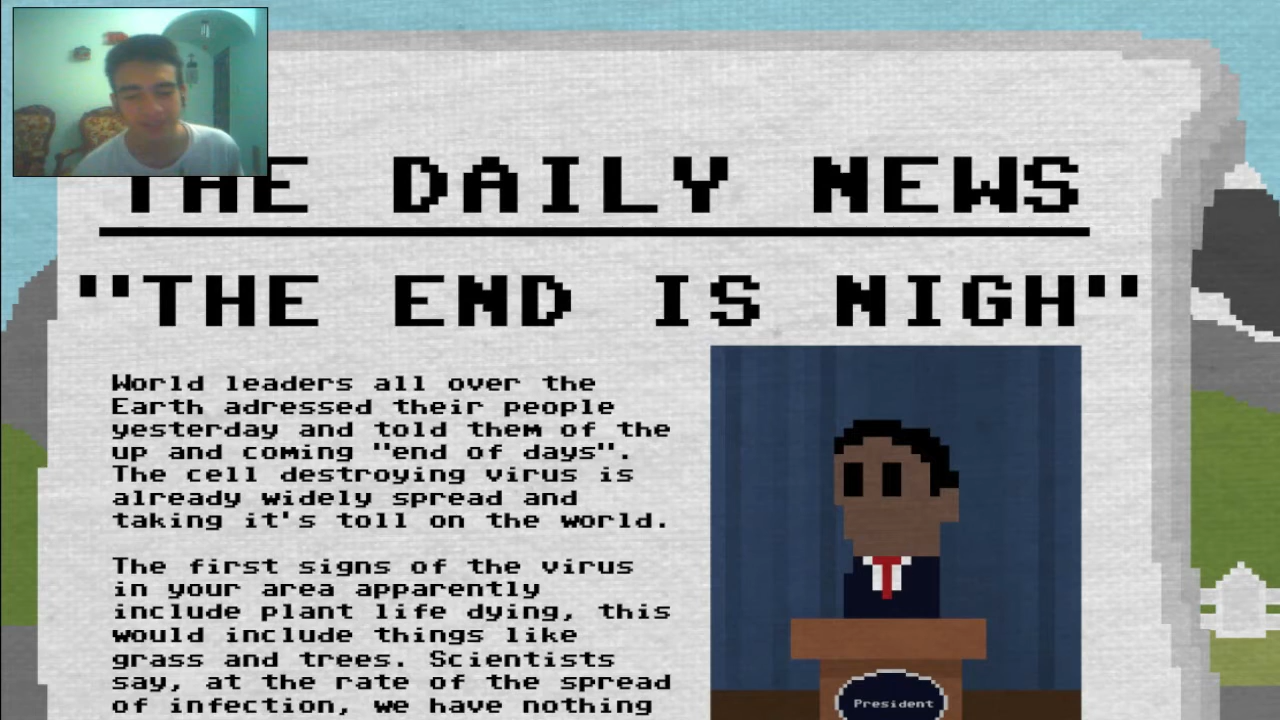 THE DAILY NEWS
"THE END IS NIGH"
World leaders all over the
Earth adressed their people
yesterday and told them of the
up and coming "end of days".
The cell destroying virus is
already widely spread and
taking it's toll on the world.
The first signs of the virus
in your area apparently
include plant life dying, this
would include things like
grass and trees. Scientists
say, at the rate of the spread
of infection, we have nothing
President